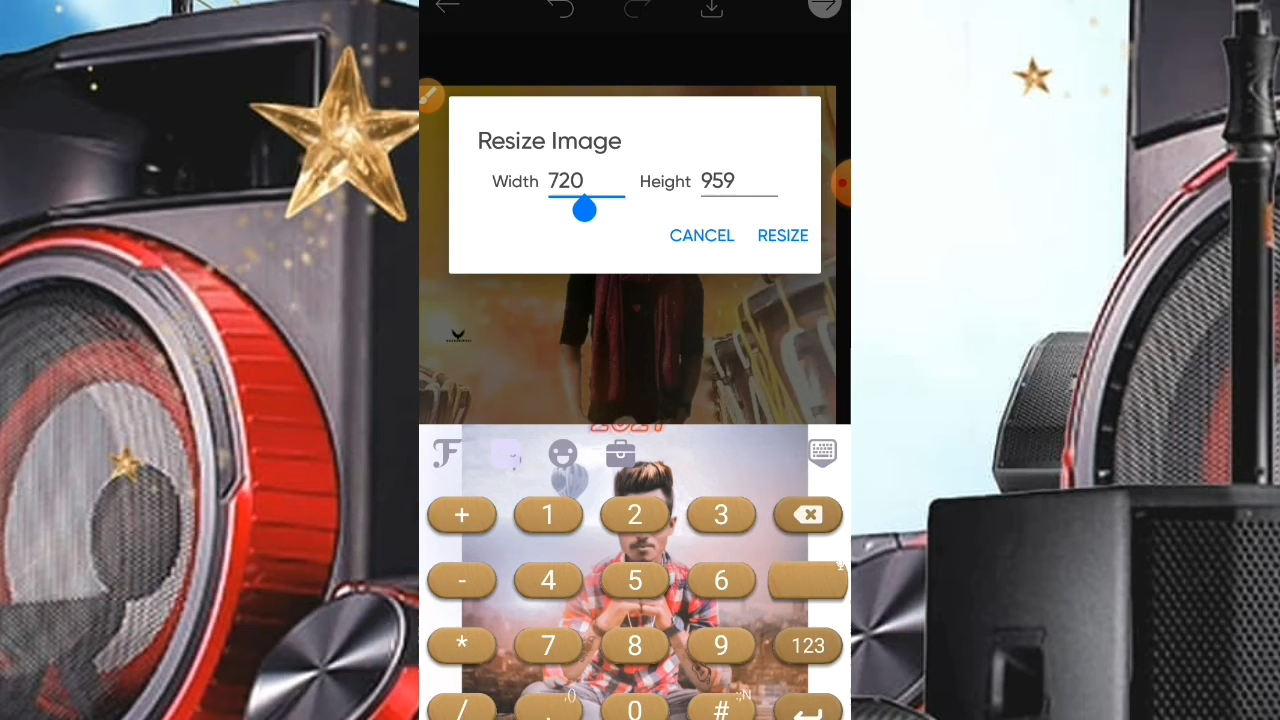 Resize Image
Width 720 Height 959
CANCEL RESIZE
2021
+ 1 2 3
- 4 5 6
* 7 8 9 123
,()
:;N
/ . 0 #